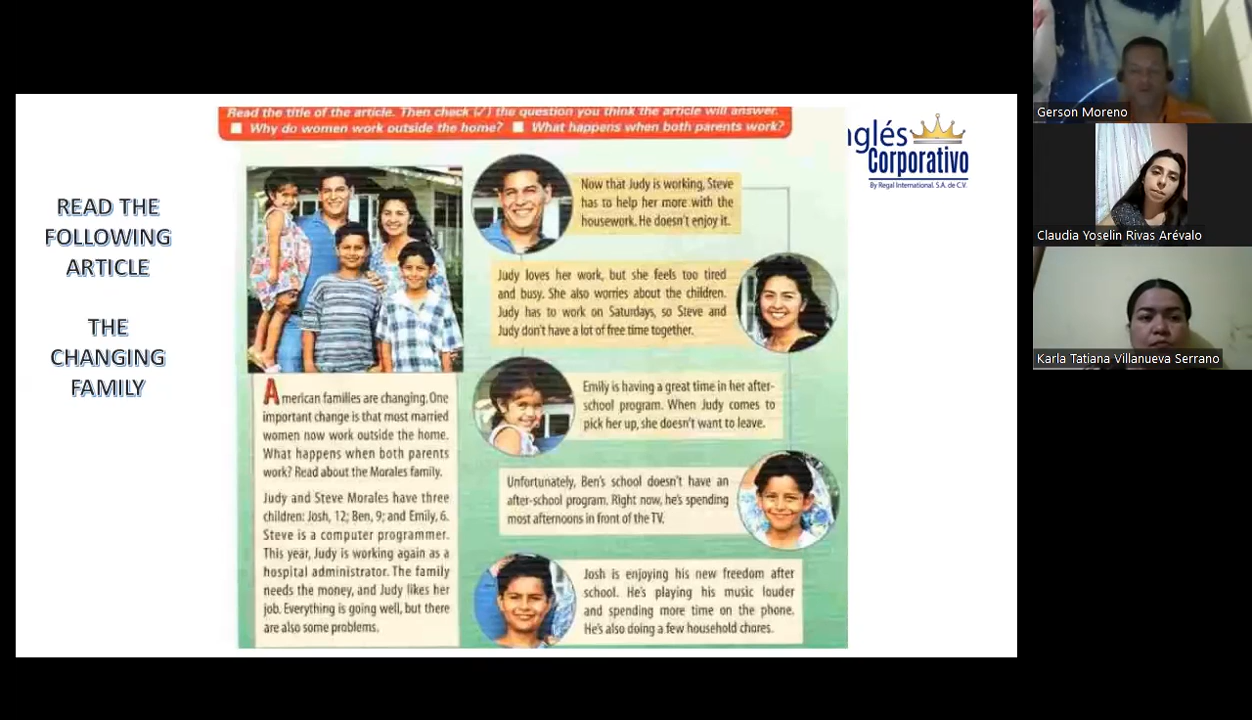 READ THE
FOLLOWING
ARTICLE
THE
CHANGING
FAMILY
Read the title of the article. Then check (✓) the question you think the article will answer.
Why do women work outside the home? What happens when both parents work?
American families are changing. One
important change is that most married
women now work outside the home.
What happens when both parents
work? Read about the Morales family.
Judy and Steve Morales have three
children: Josh, 12; Ben, 9; and Emily, 6.
Steve is a computer programmer.
This year, Judy is working again as a
hospital administrator. The family
needs the money, and Judy likes her
job. Everything is going well, but there
are also some problems.
Now that Judy is working, Steve
has to help her more with the
housework. He doesn't enjoy it.
Judy loves her work, but she feels too tired
and busy. She also worries about the children.
Judy has to work on Saturdays, so Steve and
Judy don't have a lot of free time together.
Emily is having a great time in her after-
school program. When Judy comes to
pick her up, she doesn't want to leave.
Unfortunately, Ben's school doesn't have an
after-school program. Right now, he's spending
most afternoons in front of the TV.
Josh is enjoying his new freedom after
school. He's playing his music louder
and spending more time on the phone.
He's also doing a few household chores.
nglés
Corporativo
By Regal International. S.A. de C.V.
Gerson Moreno
Claudia Yoselin Rivas Arévalo
Karla Tatiana Villanueva Serrano